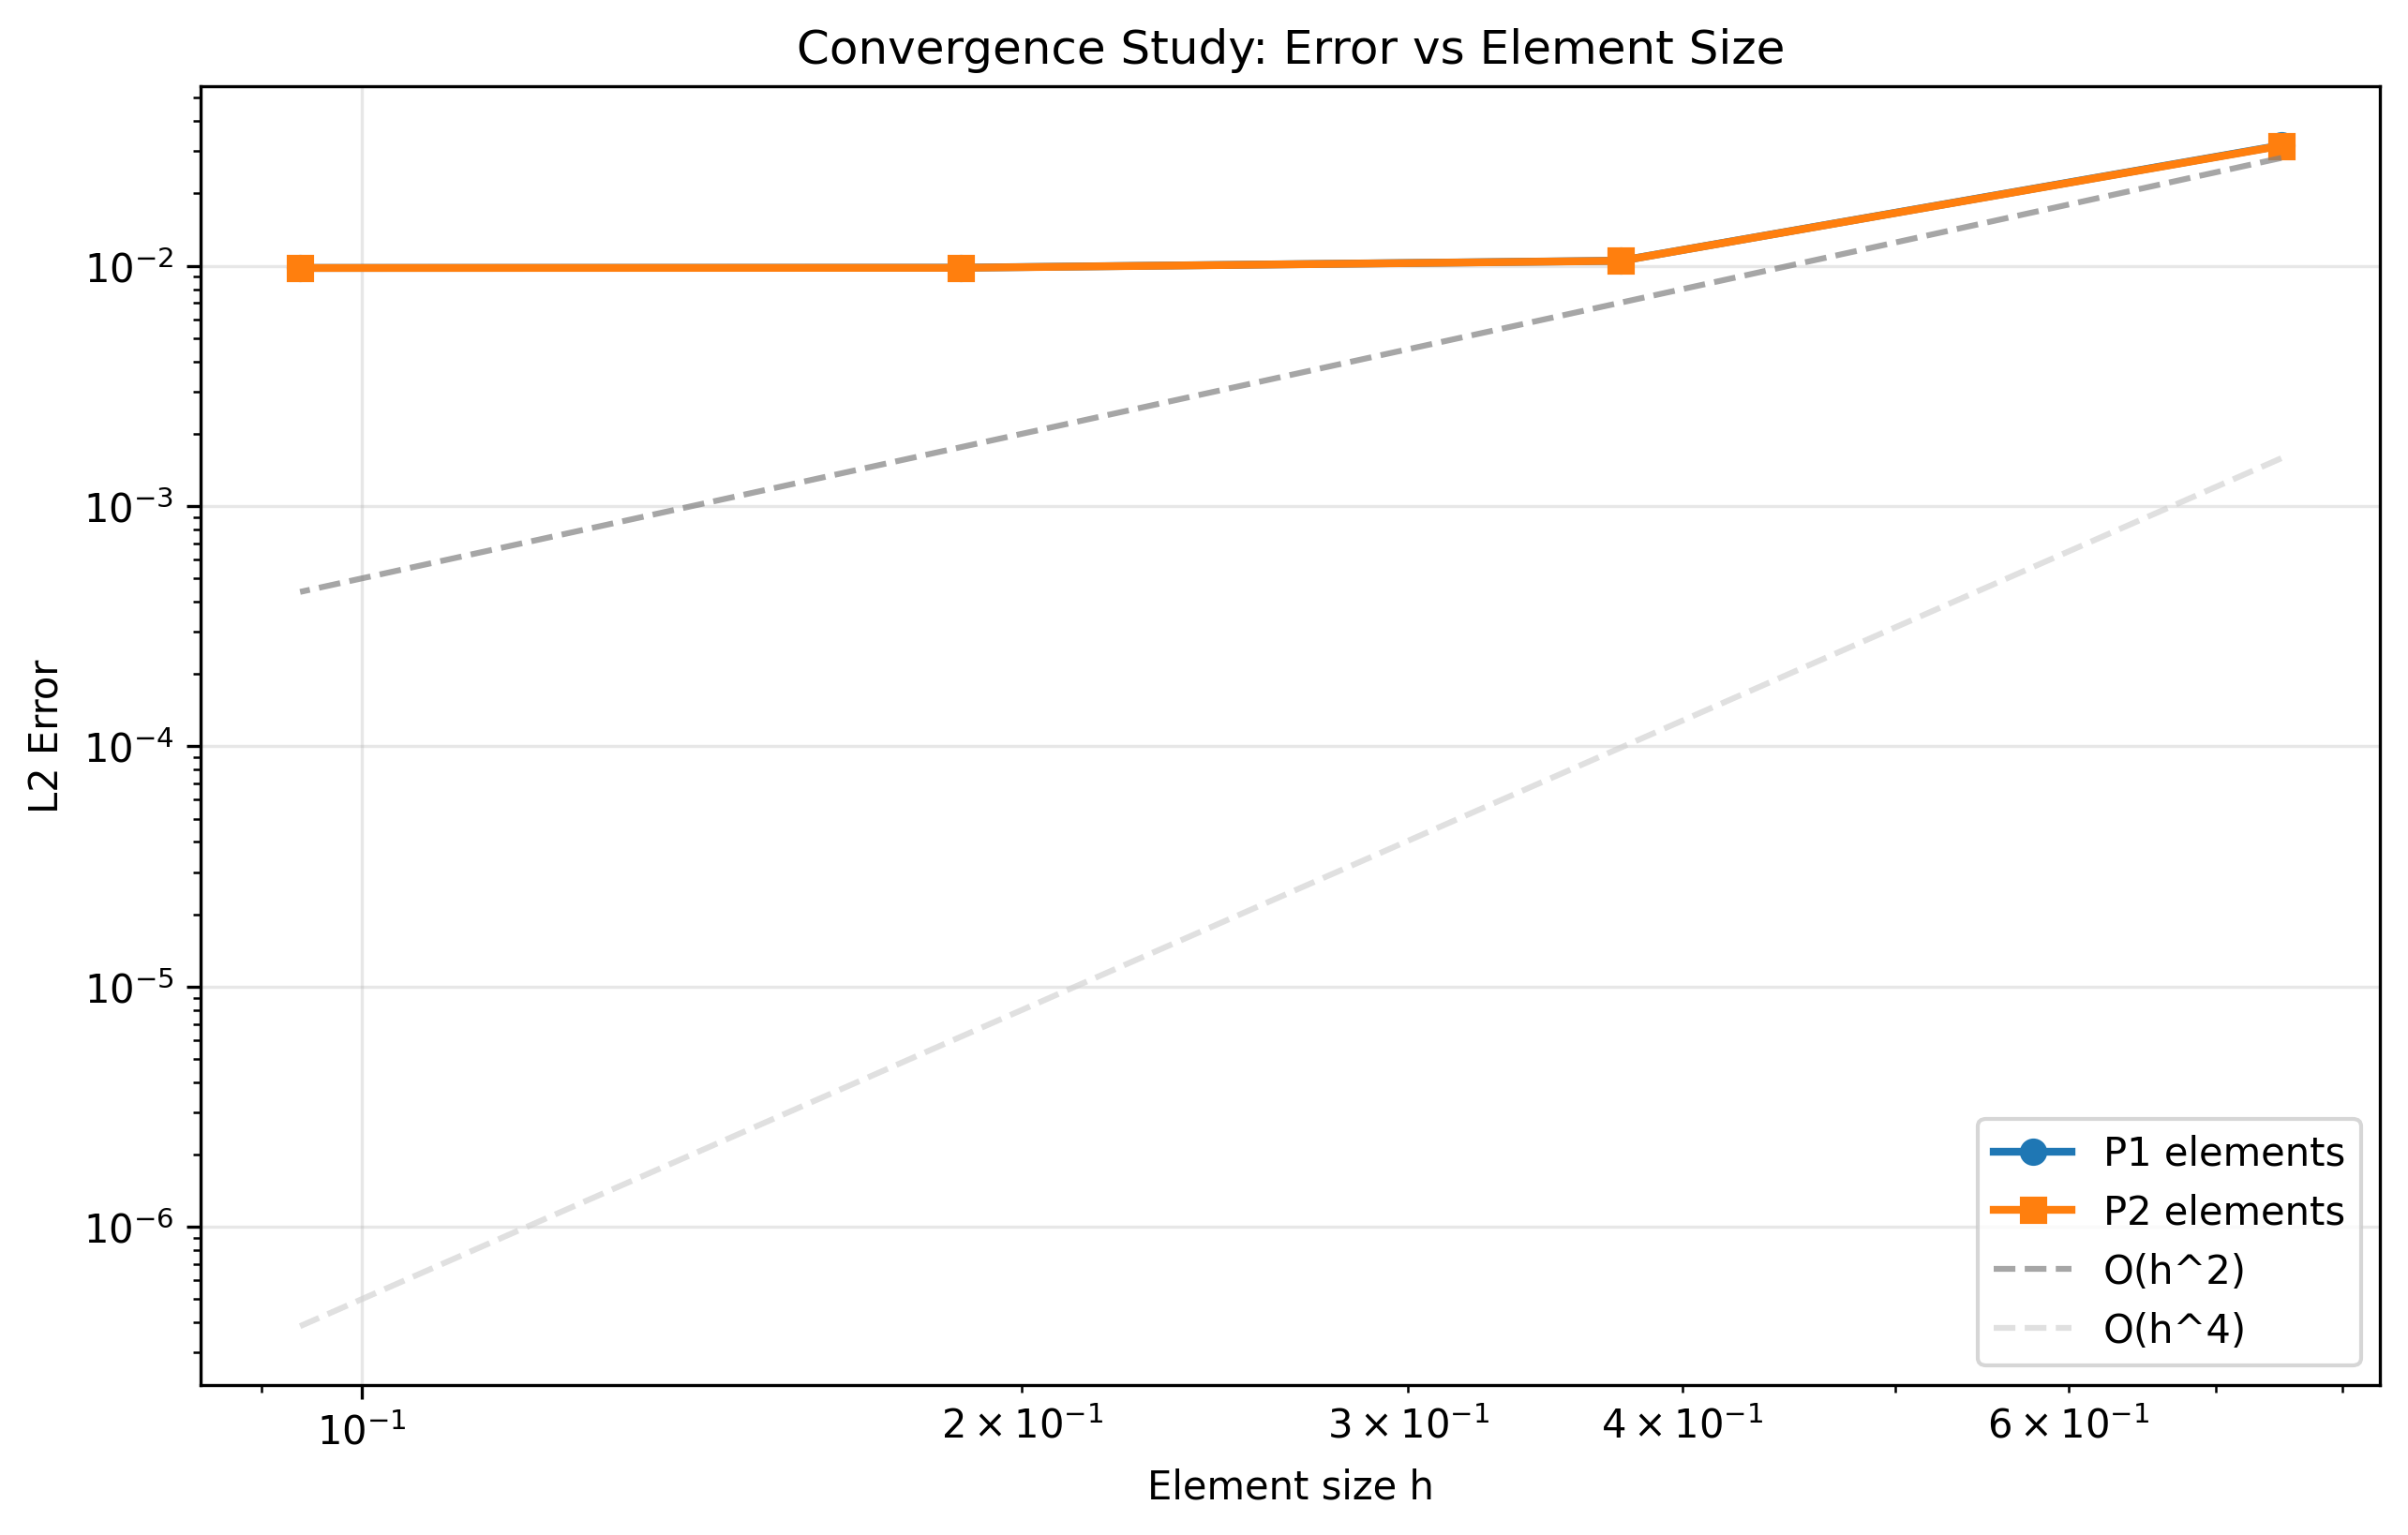 Convergence Study: Error vs Element Size
L2 Error
10⁻²
10⁻³
10⁻⁴
10⁻⁵
10⁻⁶
P1 elements
P2 elements
O(h^2)
O(h^4)
10⁻¹ 2 × 10⁻¹ 3 × 10⁻¹ 4 × 10⁻¹ 6 × 10⁻¹
Element size h